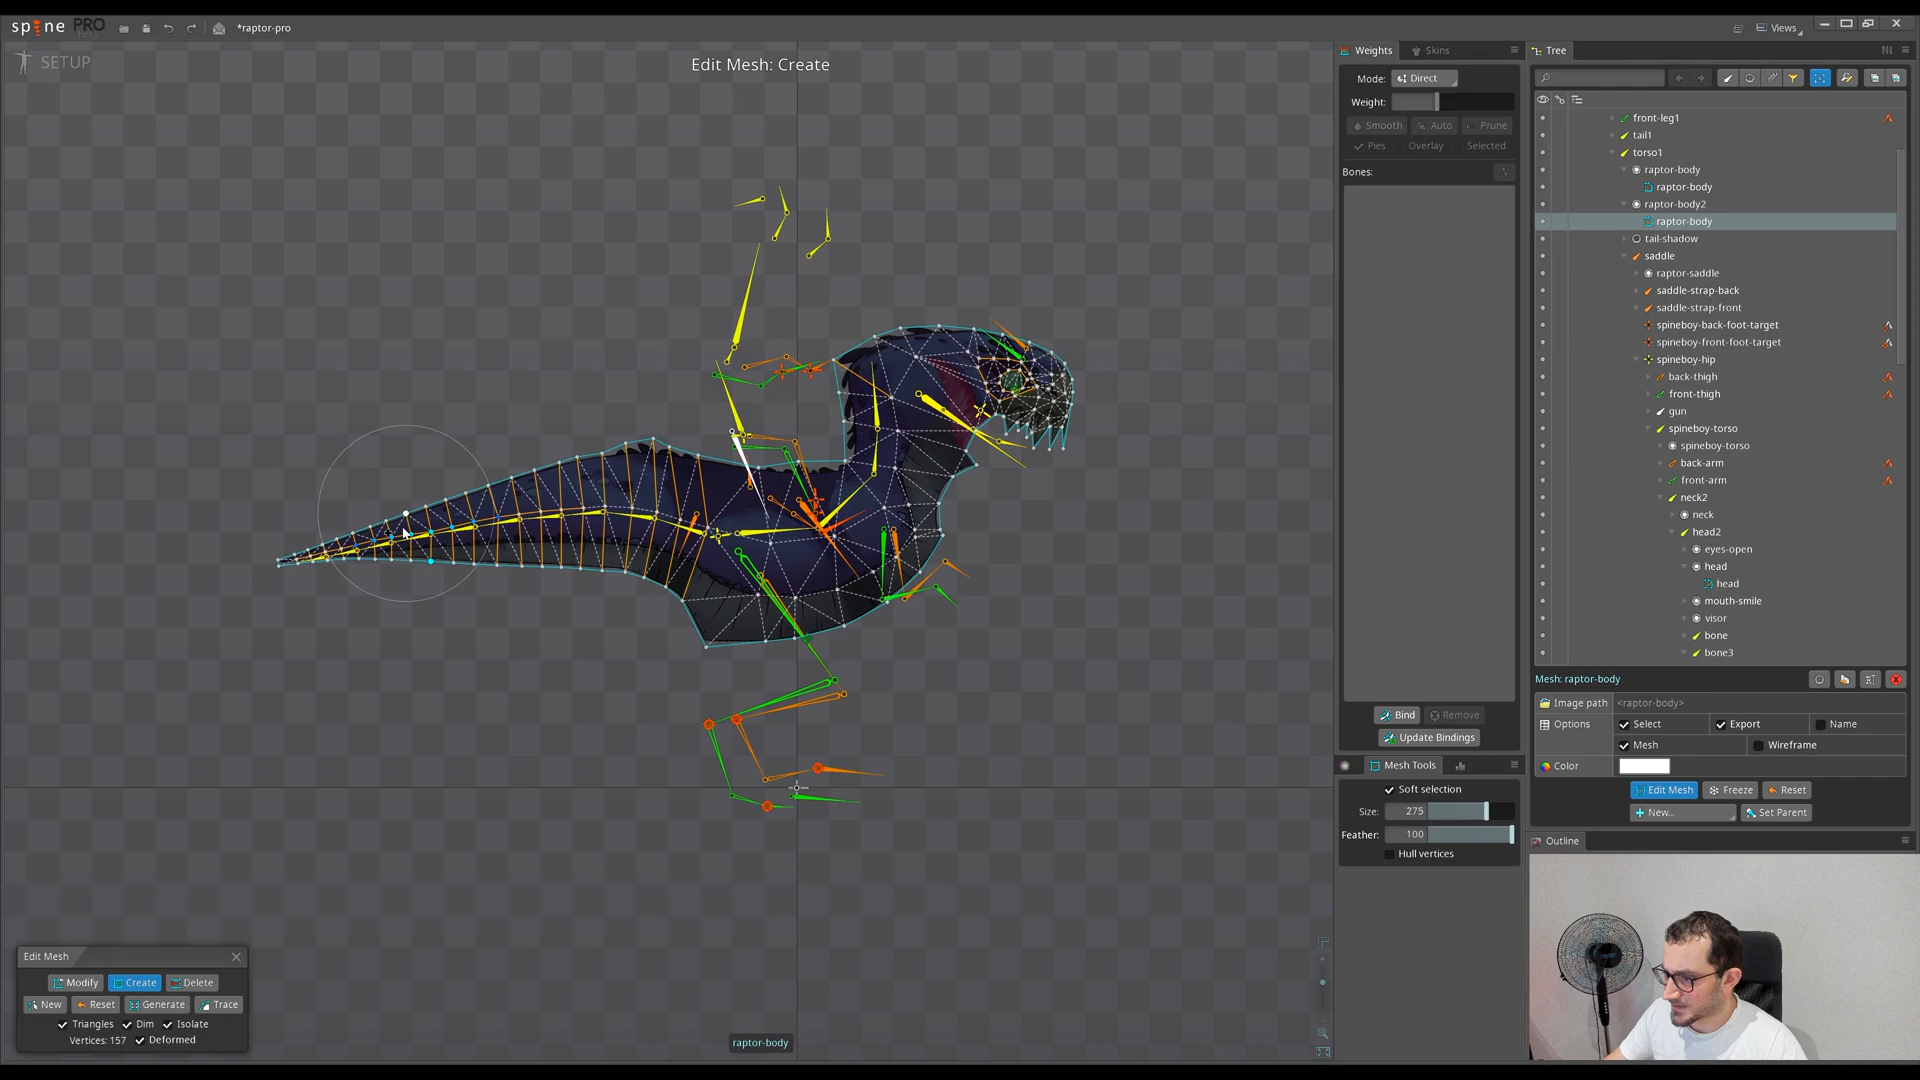 spine PRO
beta
*raptor-pro
Views
SETUP
Edit Mesh: Create
Weights
Skins
Mode:
Direct
Weight:
Smooth
Auto
Prune
Pies
Overlay
Selected
Bones:
Bind
Remove
Update Bindings
Mesh Tools
Soft selection
Size:
275
Feather:
100
Hull vertices
Tree
front-leg1
tail1
torso1
raptor-body
raptor-body
raptor-body2
raptor-body
tail-shadow
saddle
raptor-saddle
saddle-strap-back
saddle-strap-front
spineboy-back-foot-target
spineboy-front-foot-target
spineboy-hip
back-thigh
front-thigh
gun
spineboy-torso
spineboy-torso
back-arm
front-arm
neck2
neck
head2
eyes-open
head
head
mouth-smile
visor
bone
bone3
Mesh: raptor-body
Image path
<raptor-body>
Options
Select
Export
Name
Mesh
Wireframe
Color
Edit Mesh
Freeze
Reset
New...
Set Parent
Outline
Edit Mesh
Modify
Create
Delete
New
Reset
Generate
Trace
Triangles
Dim
Isolate
Vertices: 157
Deformed
raptor-body